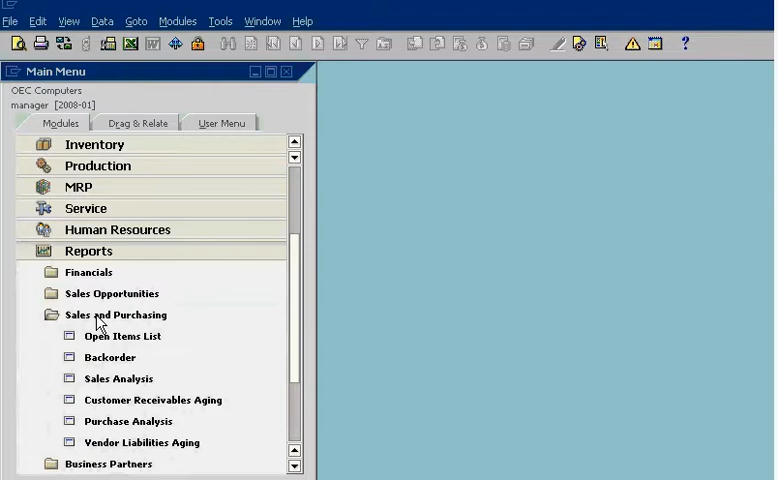 File Edit View Data Goto Modules Tools Window Help
Main Menu
OEC Computers
manager [2008-01]
Modules Drag & Relate User Menu
Inventory
Production
MRP
Service
Human Resources
Reports
Financials
Sales Opportunities
Sales and Purchasing
Open Items List
Backorder
Sales Analysis
Customer Receivables Aging
Purchase Analysis
Vendor Liabilities Aging
Business Partners